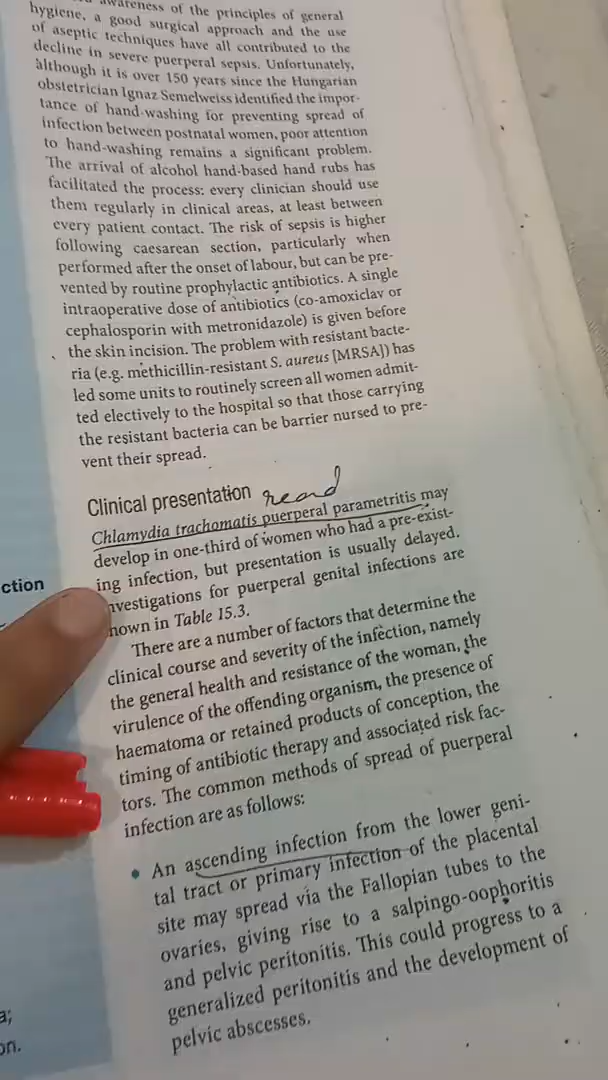 awareness of the principles of general
hygiene, a good surgical approach and the use
of aseptic techniques have all contributed to the
decline in severe puerperal sepsis. Unfortunately,
although it is over 150 years since the Hungarian
obstetrician Ignaz Semelweiss identified the impor-
tance of hand-washing for preventing spread of
infection between postnatal women, poor attention
to hand-washing remains a significant problem.
The arrival of alcohol hand-based hand rubs has
facilitated the process: every clinician should use
them regularly in clinical areas, at least between
every patient contact. The risk of sepsis is higher
following caesarean section, particularly when
performed after the onset of labour, but can be pre-
vented by routine prophylactic antibiotics. A single
intraoperative dose of antibiotics (co-amoxiclav or
cephalosporin with metronidazole) is given before
the skin incision. The problem with resistant bacte-
ria (e.g. methicillin-resistant S. aureus [MRSA]) has
led some units to routinely screen all women admit-
ted electively to the hospital so that those carrying
the resistant bacteria can be barrier nursed to pre-
vent their spread.
Clinical presentation read
Chlamydia trachomatis puerperal parametritis may
develop in one-third of women who had a pre-exist-
ing infection, but presentation is usually delayed.
nvestigations for puerperal genital infections are
hown in Table 15.3.
There are a number of factors that determine the
clinical course and severity of the infection, namely
the general health and resistance of the woman, the
virulence of the offending organism, the presence of
haematoma or retained products of conception, the
timing of antibiotic therapy and associated risk fac-
tors. The common methods of spread of puerperal
infection are as follows:
• An ascending infection from the lower geni-
tal tract or primary infection of the placental
site may spread via the Fallopian tubes to the
ovaries, giving rise to a salpingo-oophoritis
and pelvic peritonitis. This could progress to a
generalized peritonitis and the development of
pelvic abscesses.
ction
a;
on.